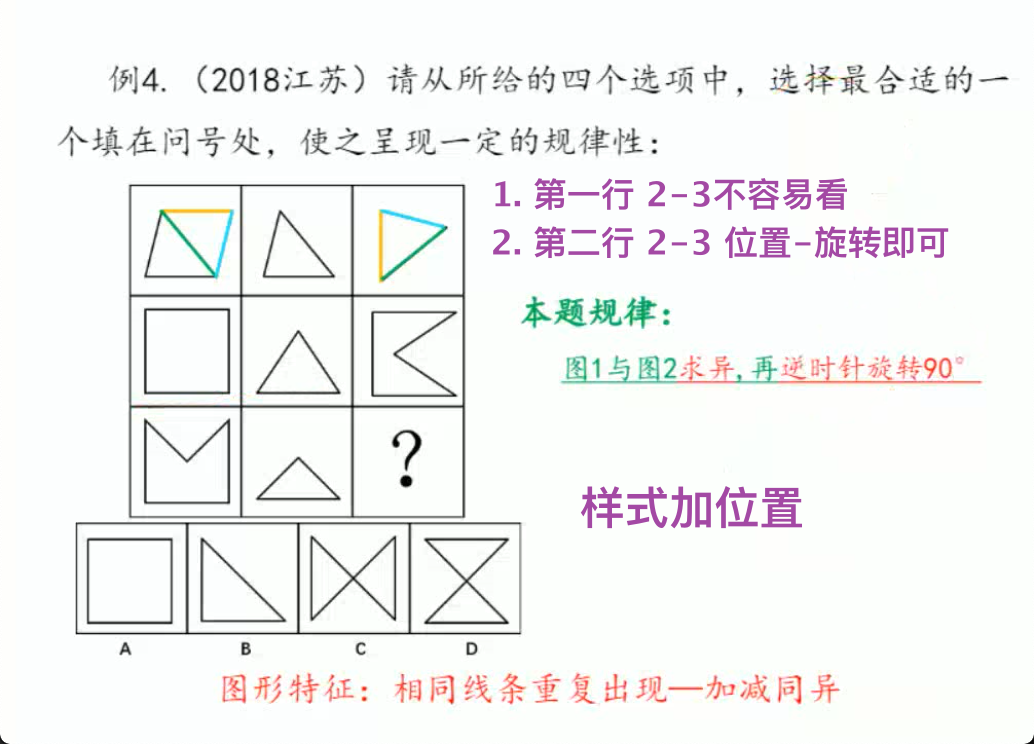 例4.（2018江苏）请从所给的四个选项中，选择最合适的一
个填在问号处，使之呈现一定的规律性：
1. 第一行 2-3不容易看
2. 第二行 2-3 位置-旋转即可
本题规律：
图1与图2求异,再逆时针旋转90°
?
样式加位置
A B C D
图形特征：相同线条重复出现—加减同异